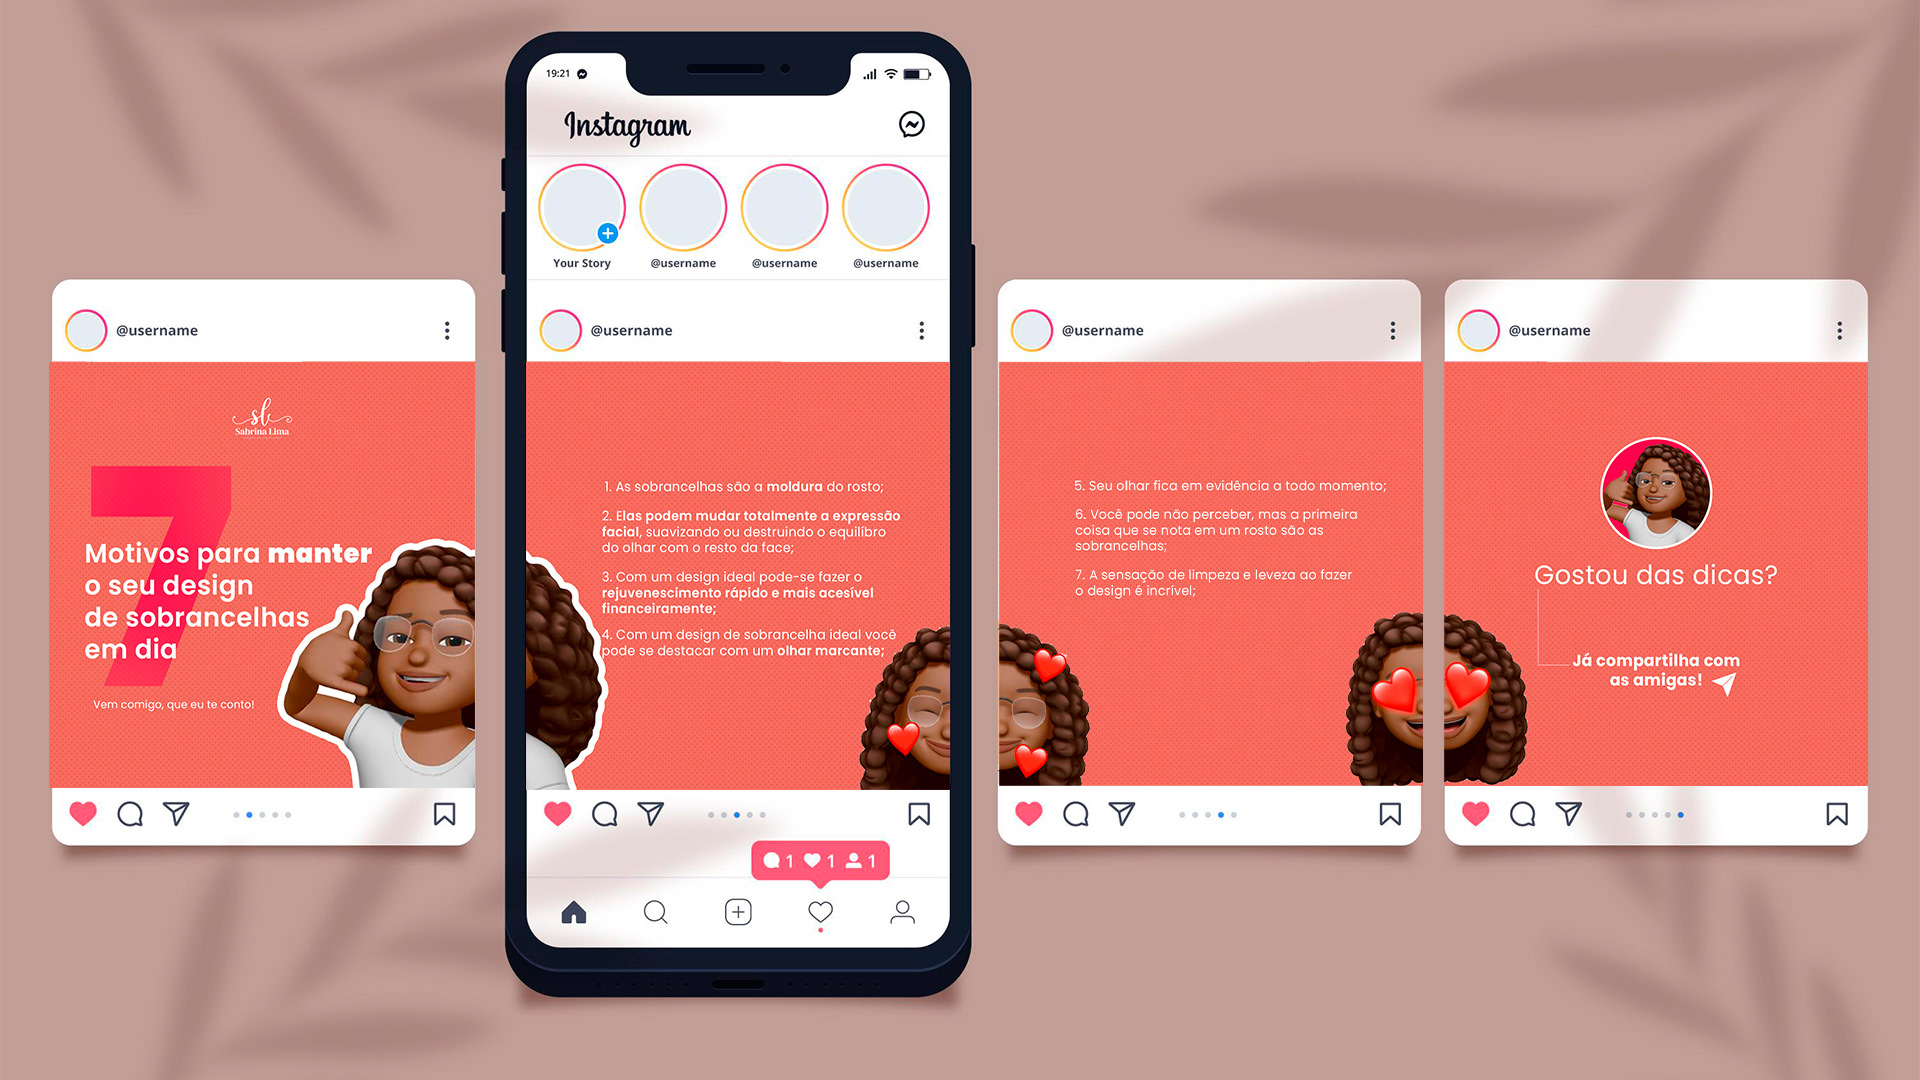 @username
sl
Sabrina Lima
7
Motivos para manter
o seu design
de sobrancelhas
em dia
Vem comigo, que eu te conto!
19:21
Instagram
Your Story
@username
@username
@username
@username
1. As sobrancelhas são a moldura do rosto;
2. Elas podem mudar totalmente a expressão
facial, suavizando ou destruindo o equilibro
do olhar com o resto da face;
3. Com um design ideal pode-se fazer o
rejuvenescimento rápido e mais acesível
financeiramente;
4. Com um design de sobrancelha ideal você
pode se destacar com um olhar marcante;
1 1 1
@username
5. Seu olhar fica em evidência a todo momento;
6. Você pode não perceber, mas a primeira
coisa que se nota em um rosto são as
sobrancelhas;
7. A sensação de limpeza e leveza ao fazer
o design é incrível;
@username
Gostou das dicas?
Já compartilha com
as amigas!